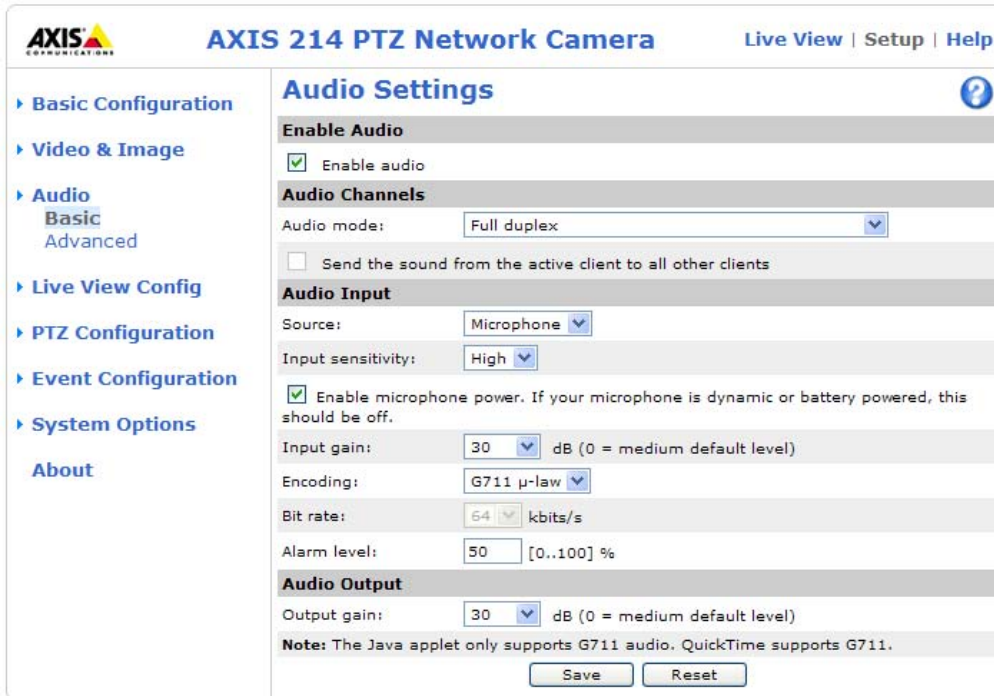 AXIS
COMMUNICATIONS
AXIS 214 PTZ Network Camera
Live View | Setup | Help
Basic Configuration
Video & Image
Audio
Basic
Advanced
Live View Config
PTZ Configuration
Event Configuration
System Options
About
Audio Settings
?
Enable Audio
Enable audio
Audio Channels
Audio mode: Full duplex
Send the sound from the active client to all other clients
Audio Input
Source: Microphone
Input sensitivity: High
Enable microphone power. If your microphone is dynamic or battery powered, this
should be off.
Input gain: 30 dB (0 = medium default level)
Encoding: G711 µ-law
Bit rate: 64 kbits/s
Alarm level: 50 [0..100] %
Audio Output
Output gain: 30 dB (0 = medium default level)
Note: The Java applet only supports G711 audio. QuickTime supports G711.
Save Reset